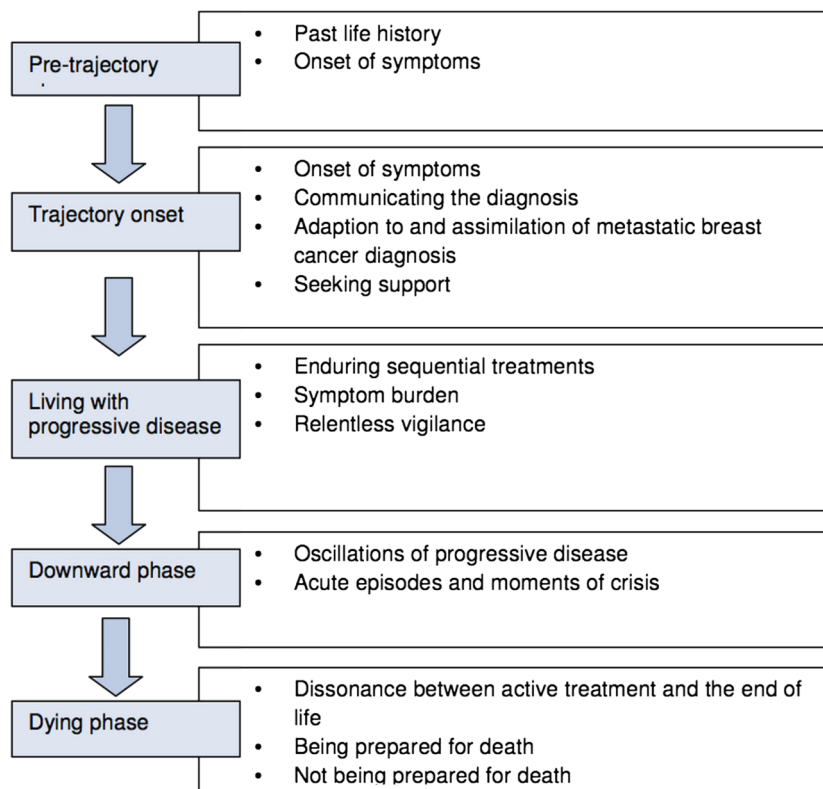 Pre-trajectory
• Past life history
• Onset of symptoms
Trajectory onset
• Onset of symptoms
• Communicating the diagnosis
• Adaption to and assimilation of metastatic breast
cancer diagnosis
• Seeking support
Living with
progressive disease
• Enduring sequential treatments
• Symptom burden
• Relentless vigilance
Downward phase
• Oscillations of progressive disease
• Acute episodes and moments of crisis
Dying phase
• Dissonance between active treatment and the end of
life
• Being prepared for death
• Not being prepared for death